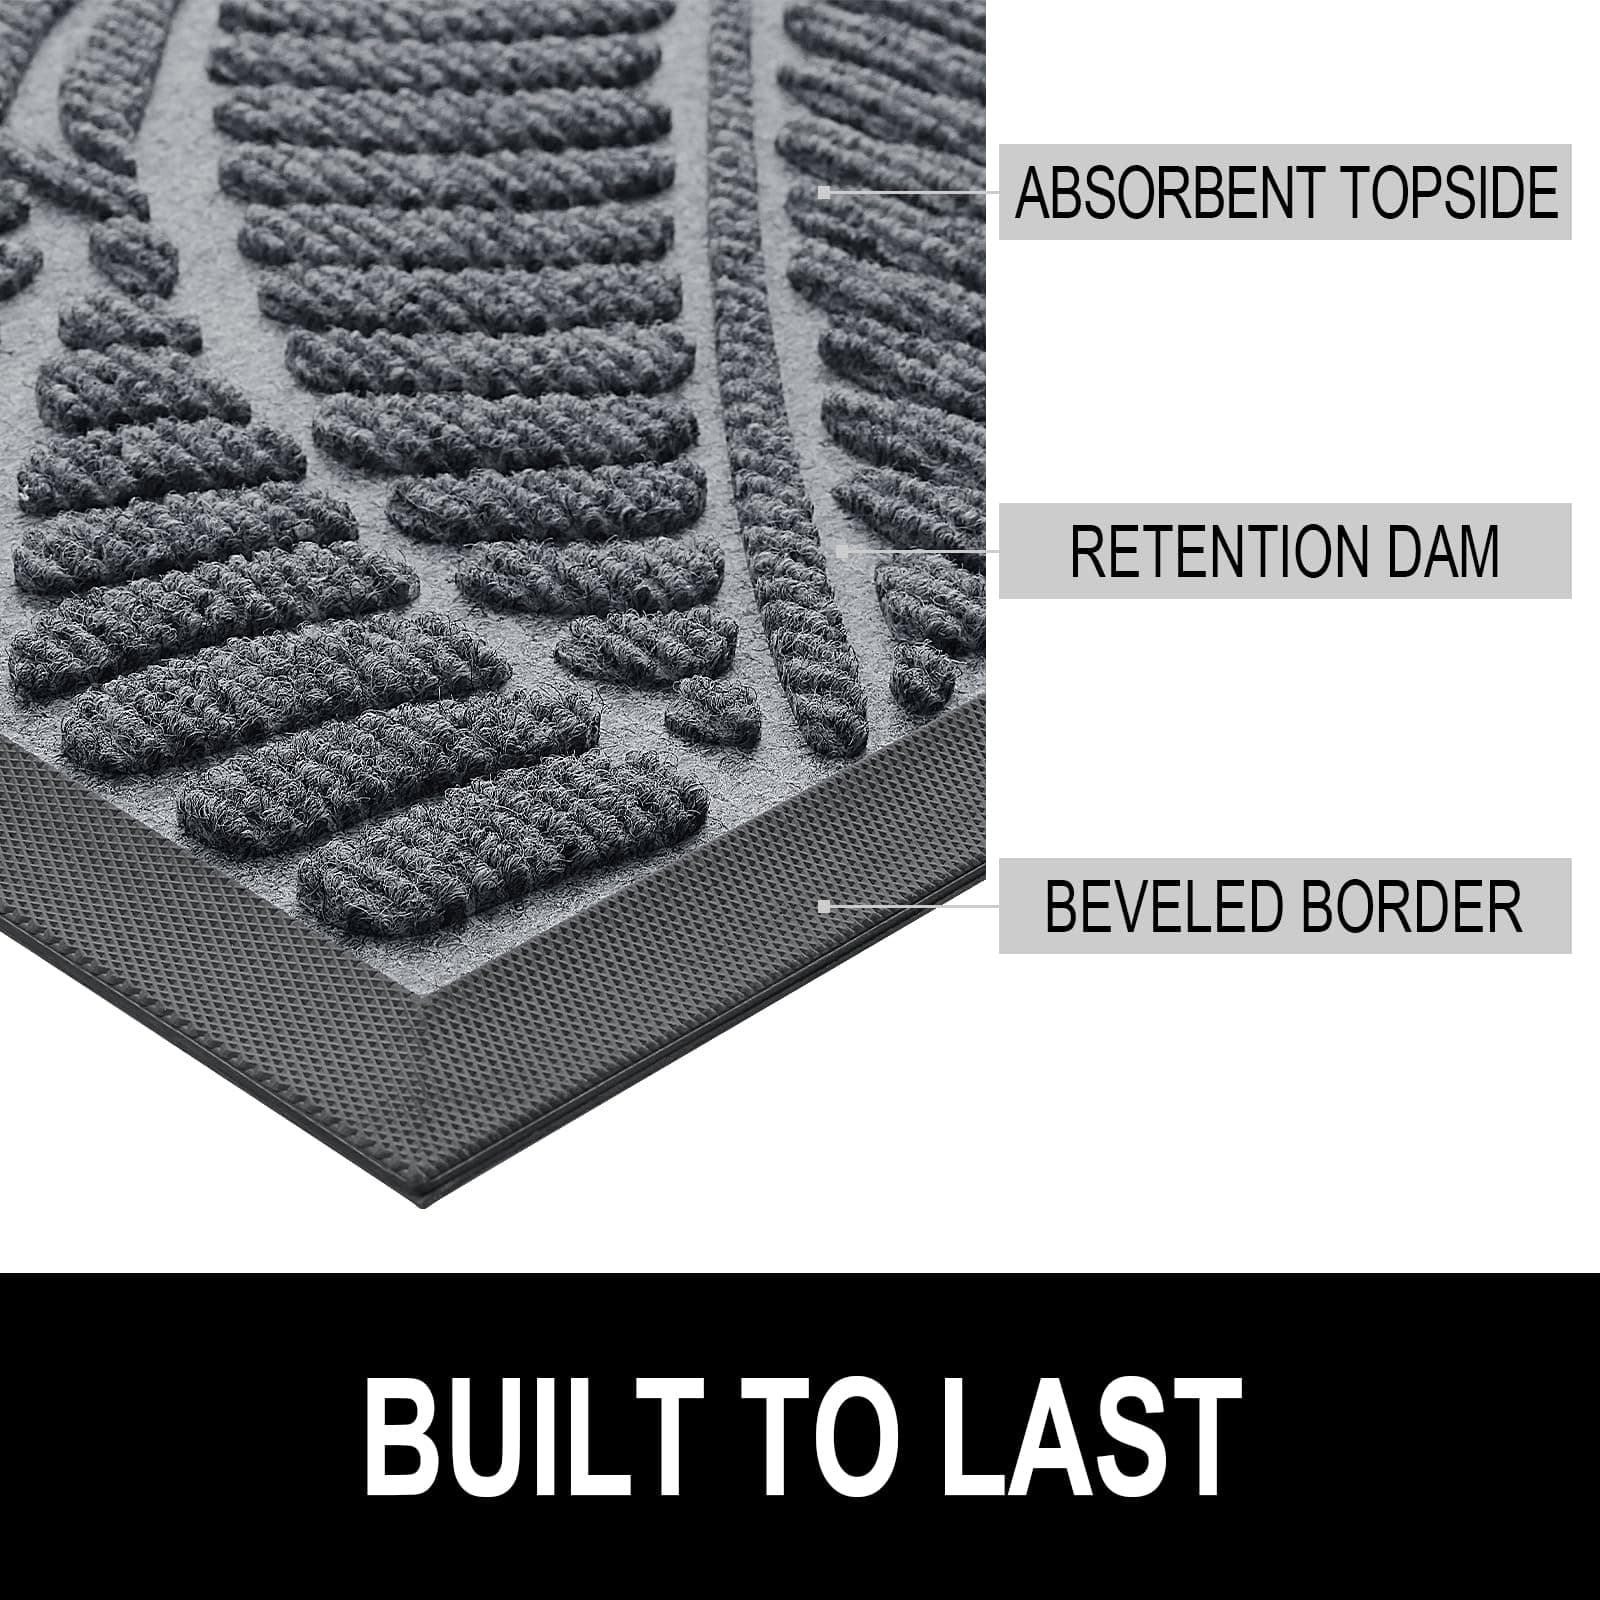 ABSORBENT TOPSIDE
RETENTION DAM
BEVELED BORDER
BUILT TO LAST